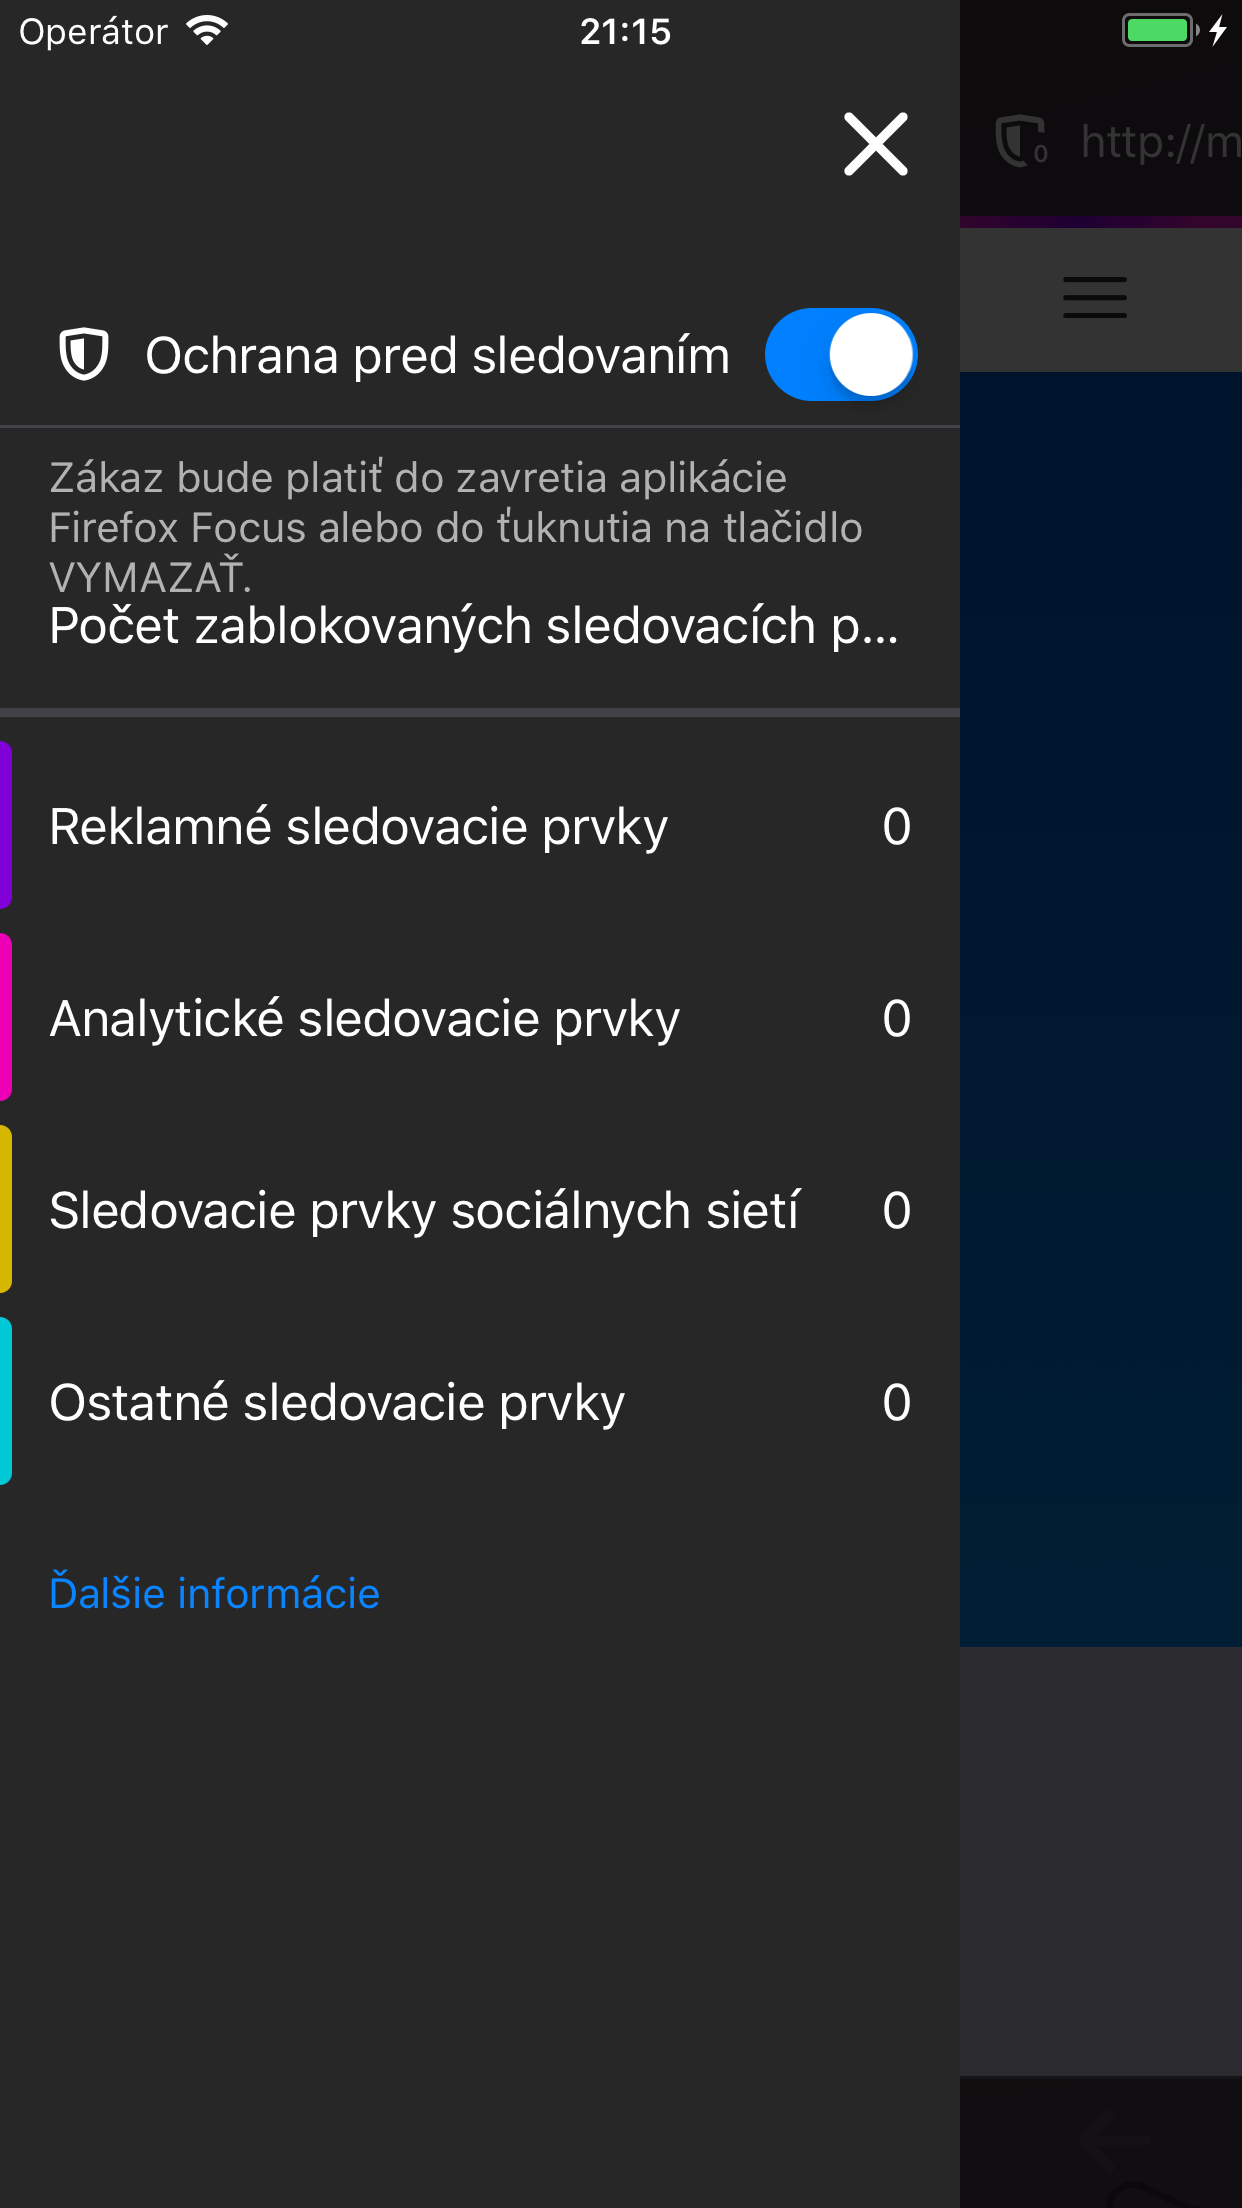 Operátor
21:15
0
http://m
Ochrana pred sledovaním
Zákaz bude platiť do zavretia aplikácie
Firefox Focus alebo do ťuknutia na tlačidlo
VYMAZAŤ.
Počet zablokovaných sledovacích p...
Reklamné sledovacie prvky 0
Analytické sledovacie prvky 0
Sledovacie prvky sociálnych sietí 0
Ostatné sledovacie prvky 0
Ďalšie informácie